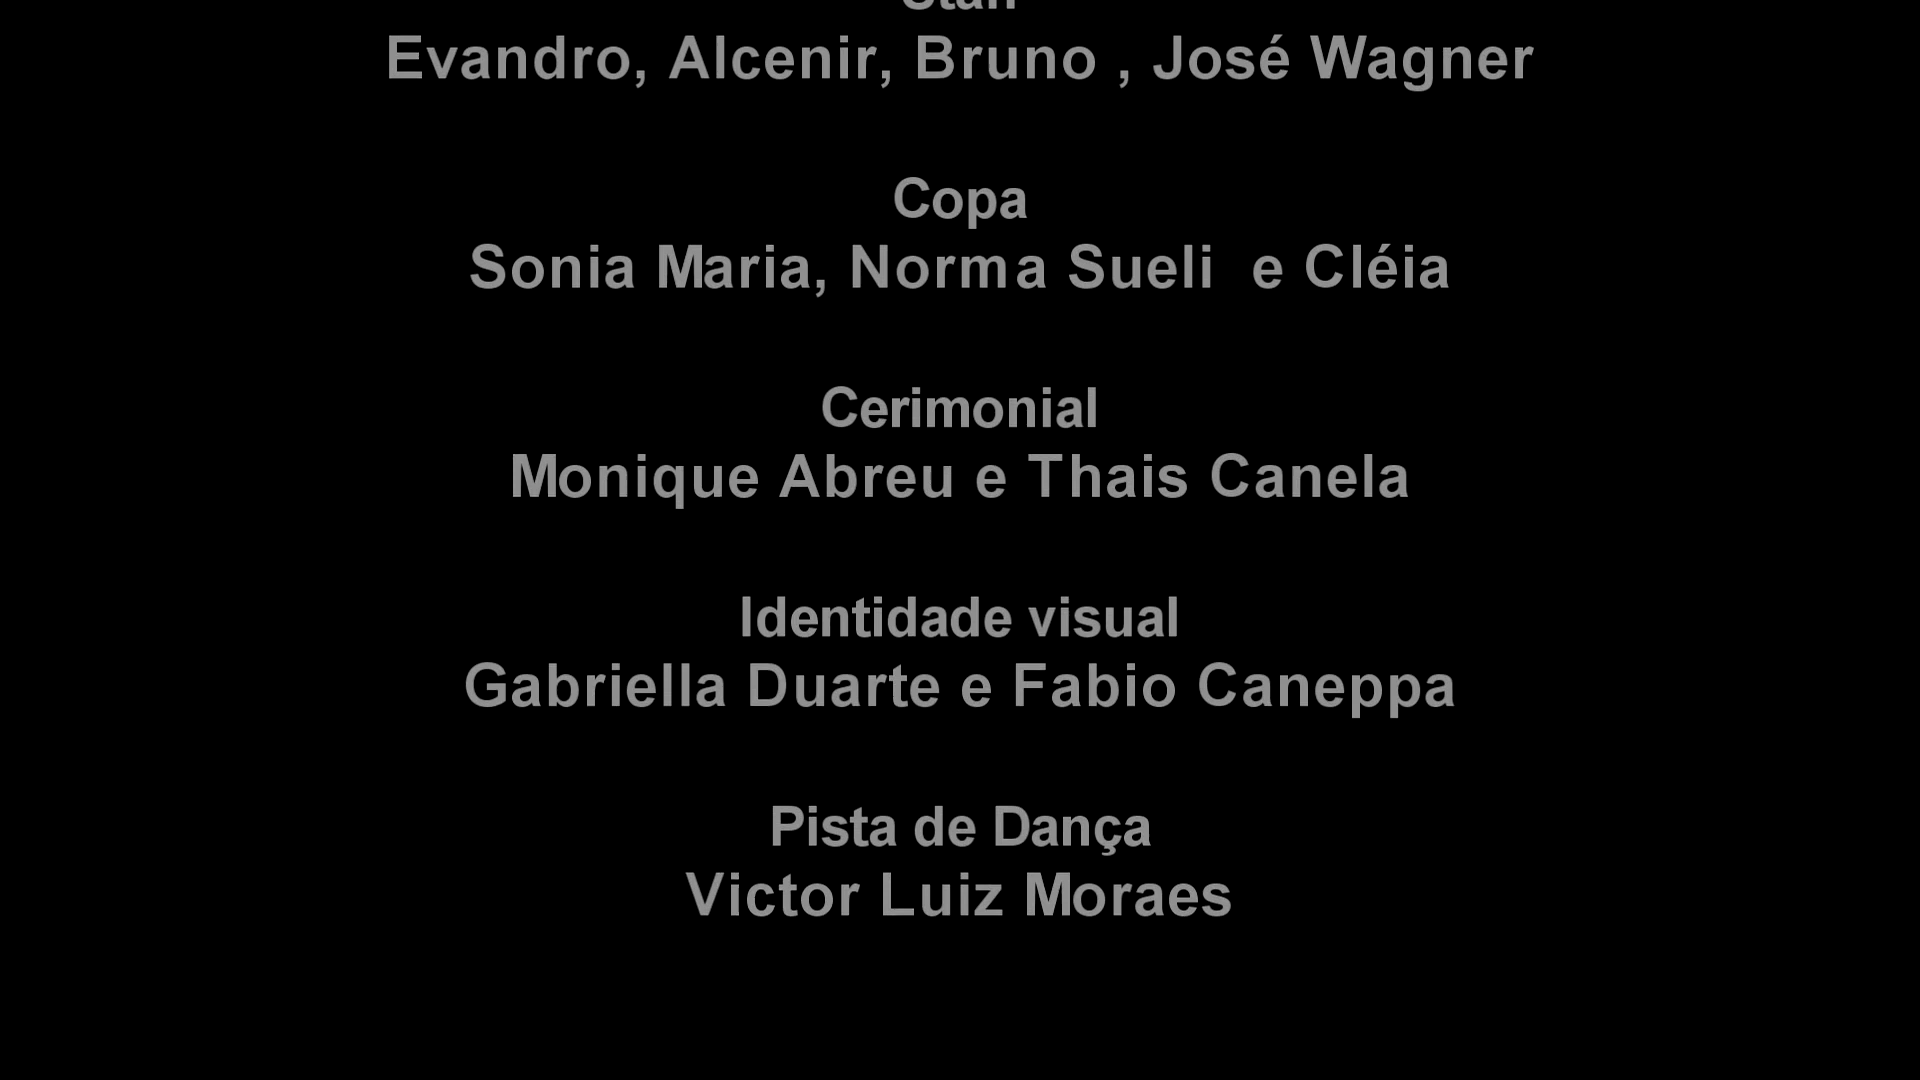 Staff
Evandro, Alcenir, Bruno , José Wagner
Copa
Sonia Maria, Norma Sueli  e Cléia
Cerimonial
Monique Abreu e Thais Canela
Identidade visual
Gabriella Duarte e Fabio Caneppa
Pista de Dança
Victor Luiz Moraes